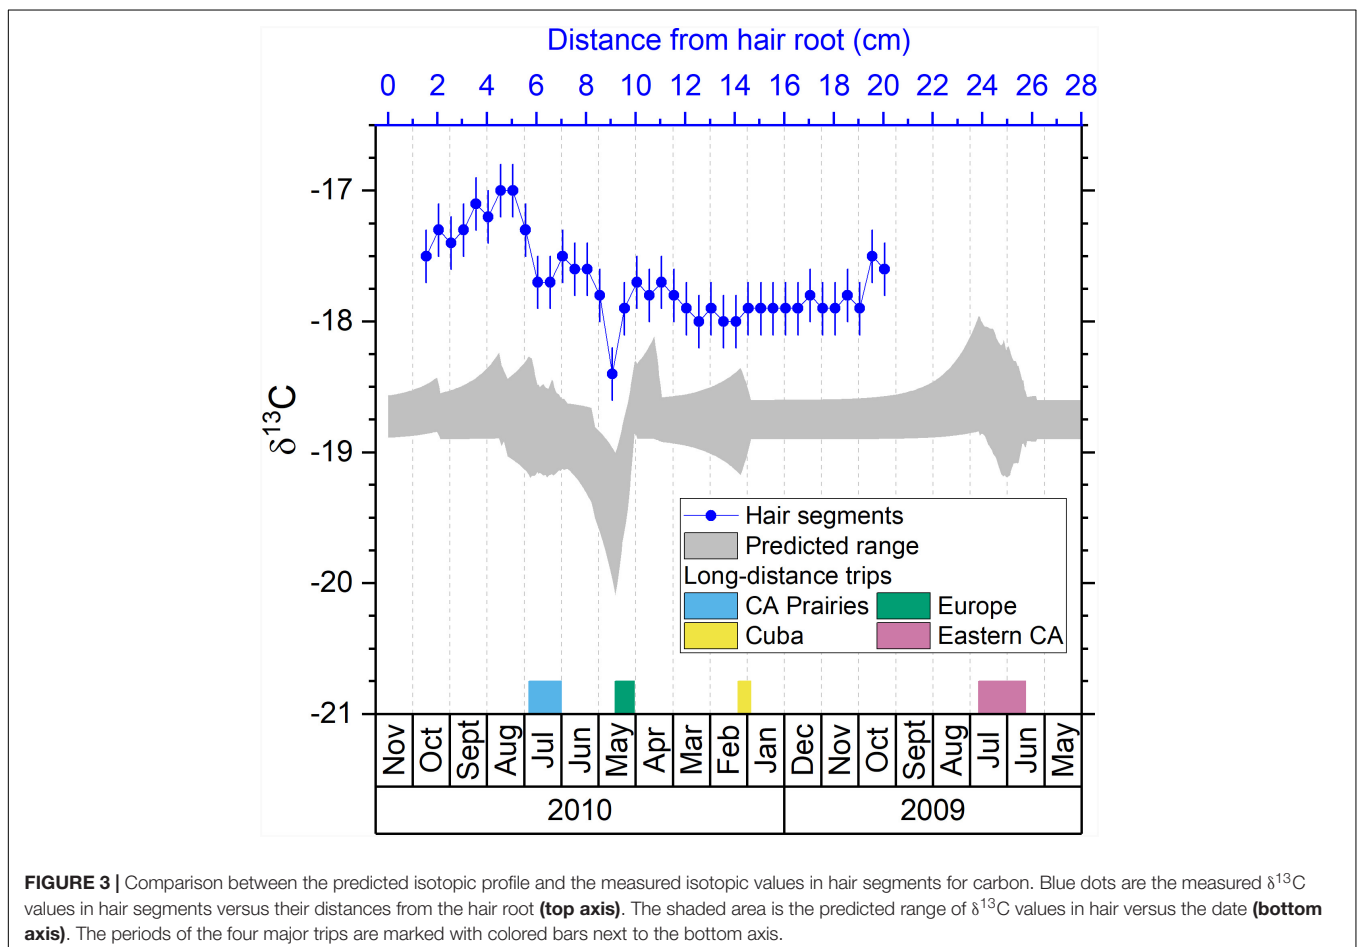 Distance from hair root (cm)
0 2 4 6 8 10 12 14 16 18 20 22 24 26 28
-17
-18
-19
-20
-21
δ13C
Hair segments
Predicted range
Long-distance trips
CA Prairies Europe
Cuba Eastern CA
Nov Oct Sept Aug Jul Jun May Apr Mar Feb Jan Dec Nov Oct Sept Aug Jul Jun May
2010 2009
FIGURE 3 | Comparison between the predicted isotopic profile and the measured isotopic values in hair segments for carbon. Blue dots are the measured δ13C
values in hair segments versus their distances from the hair root (top axis). The shaded area is the predicted range of δ13C values in hair versus the date (bottom
axis). The periods of the four major trips are marked with colored bars next to the bottom axis.